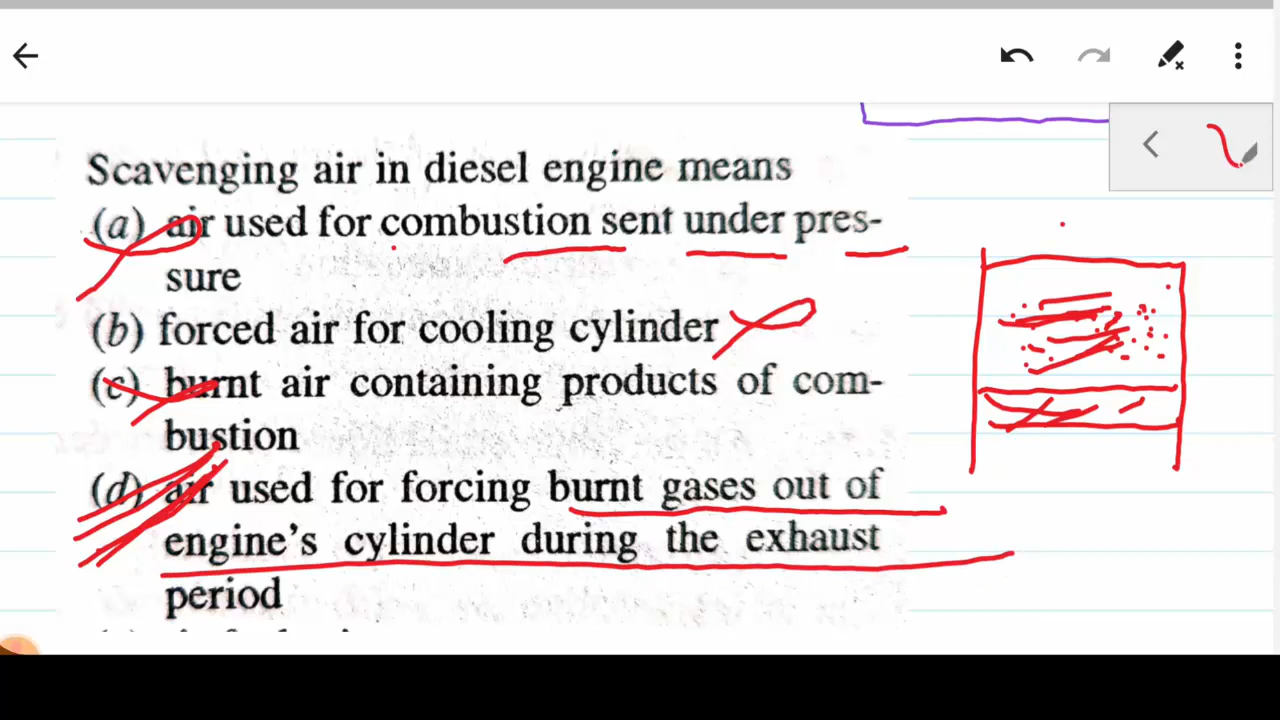 Scavenging air in diesel engine means
(a) air used for combustion sent under pres-
sure
(b) forced air for cooling cylinder
(c) burnt air containing products of com-
bustion
(d) air used for forcing burnt gases out of
engine's cylinder during the exhaust
period